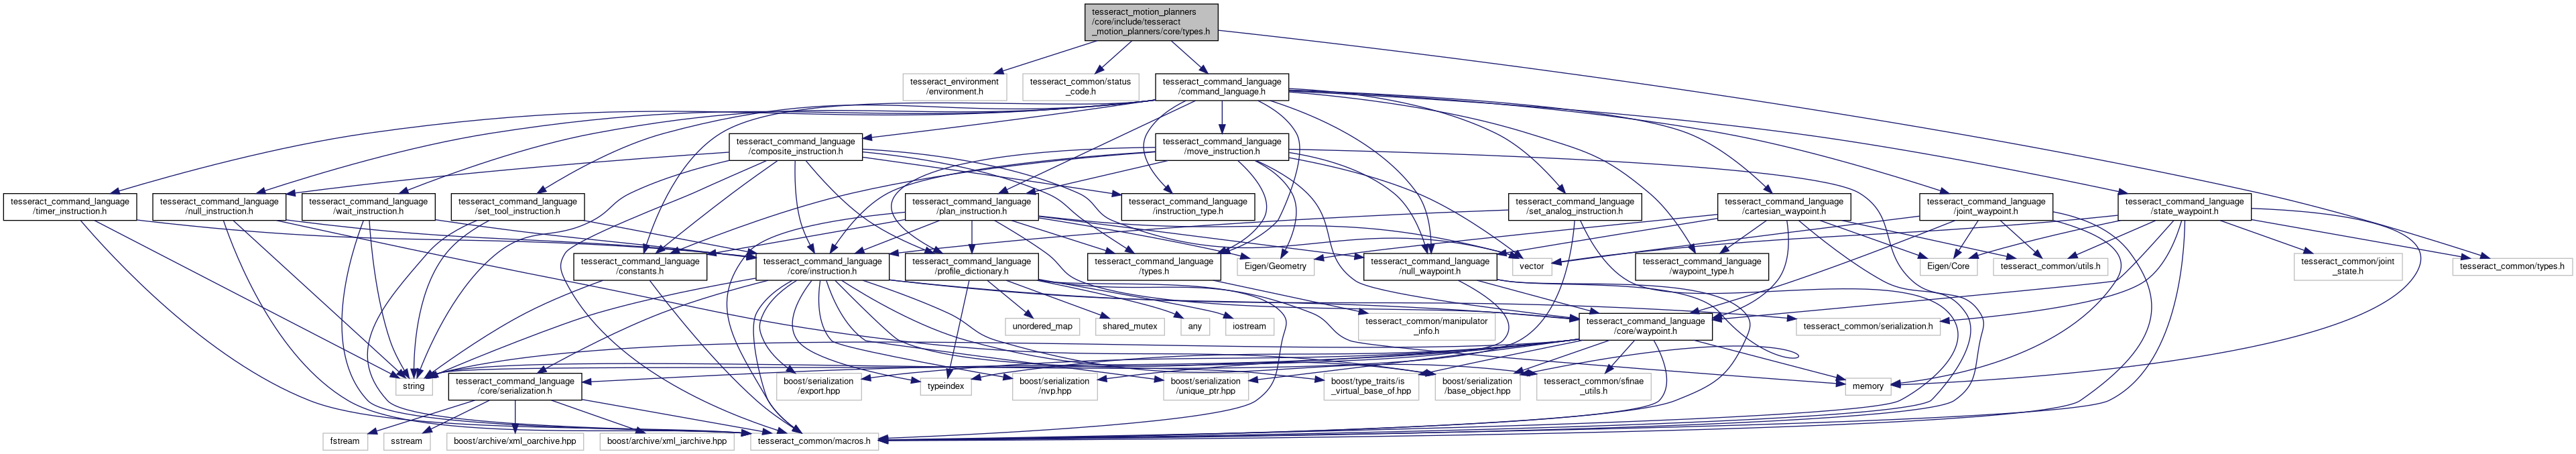 tesseract_motion_planners
/core/include/tesseract
_motion_planners/core/types.h
tesseract_environment
/environment.h
tesseract_common/status
_code.h
tesseract_command_language
/command_language.h
tesseract_command_language
/composite_instruction.h
tesseract_command_language
/move_instruction.h
tesseract_command_language
/timer_instruction.h
tesseract_command_language
/null_instruction.h
tesseract_command_language
/wait_instruction.h
tesseract_command_language
/set_tool_instruction.h
tesseract_command_language
/plan_instruction.h
tesseract_command_language
/instruction_type.h
tesseract_command_language
/set_analog_instruction.h
tesseract_command_language
/cartesian_waypoint.h
tesseract_command_language
/joint_waypoint.h
tesseract_command_language
/state_waypoint.h
tesseract_command_language
/constants.h
tesseract_command_language
/core/instruction.h
tesseract_command_language
/profile_dictionary.h
tesseract_command_language
/types.h
Eigen/Geometry
tesseract_command_language
/null_waypoint.h
vector
tesseract_command_language
/waypoint_type.h
Eigen/Core
tesseract_common/utils.h
tesseract_common/joint
_state.h
tesseract_common/types.h
unordered_map
shared_mutex
any
iostream
tesseract_common/manipulator
_info.h
tesseract_command_language
/core/waypoint.h
tesseract_common/serialization.h
string
tesseract_command_language
/core/serialization.h
boost/serialization
/export.hpp
typeindex
boost/serialization
/nvp.hpp
boost/serialization
/unique_ptr.hpp
boost/type_traits/is
_virtual_base_of.hpp
boost/serialization
/base_object.hpp
tesseract_common/sfinae
_utils.h
memory
fstream
sstream
boost/archive/xml_oarchive.hpp
boost/archive/xml_iarchive.hpp
tesseract_common/macros.h